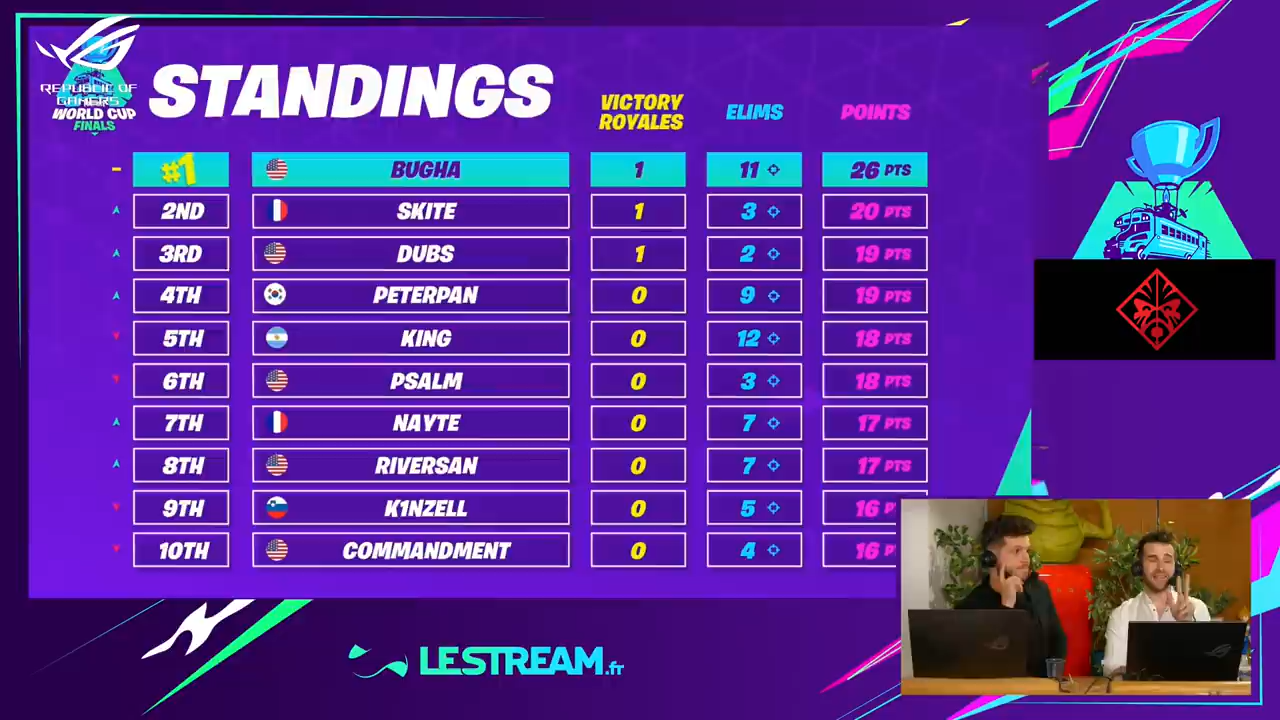 REPUBLIC OF
GAMERS
WORLD CUP
FINALS
STANDINGS
VICTORY
ROYALES
ELIMS
POINTS
#1 BUGHA 1 11 26 PTS
2ND SKITE 1 3 20 PTS
3RD DUBS 1 2 19 PTS
4TH PETERPAN 0 9 19 PTS
5TH KING 0 12 18 PTS
6TH PSALM 0 3 18 PTS
7TH NAYTE 0 7 17 PTS
8TH RIVERSAN 0 7 17 PTS
9TH K1NZELL 0 5 16 P
10TH COMMANDMENT 0 4 16 P
LESTREAM.fr